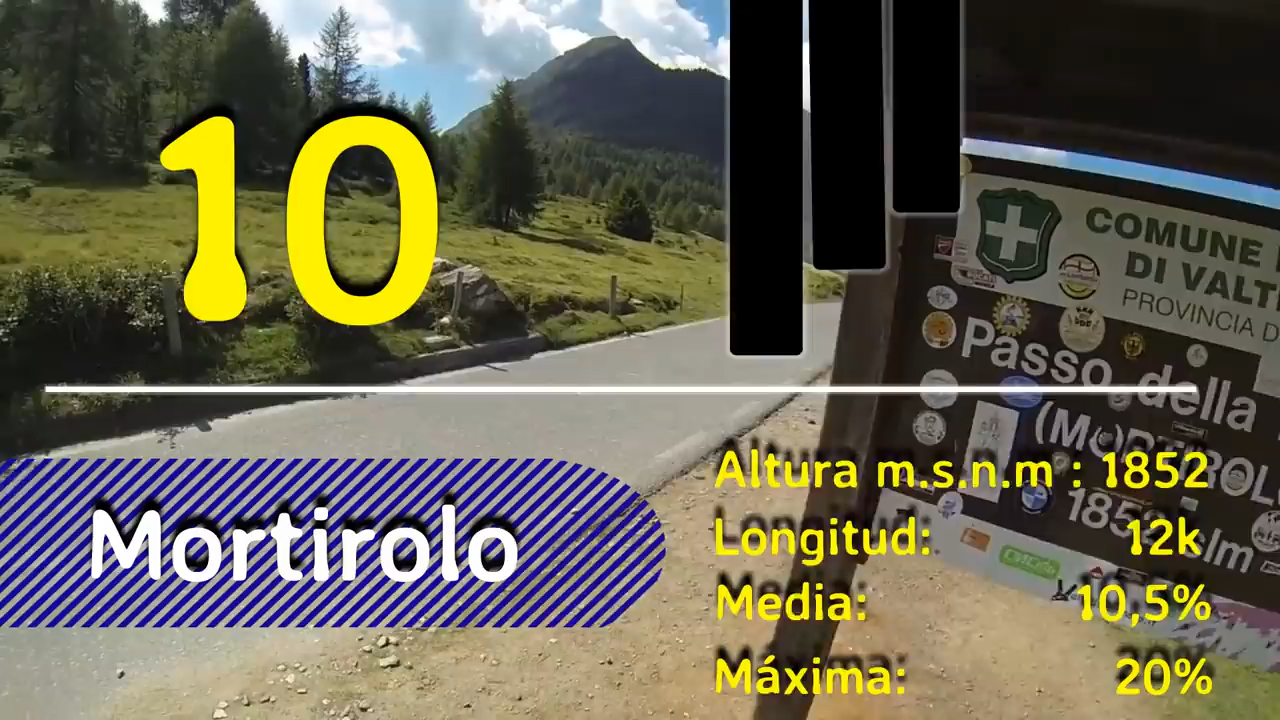 10
COMUNE
DI VALT
PROVINCIA D
Passo della
(MORTIROL
Mortirolo
Altura m.s.n.m : 1852
Longitud: 12k
Media: 10,5%
Máxima: 20%